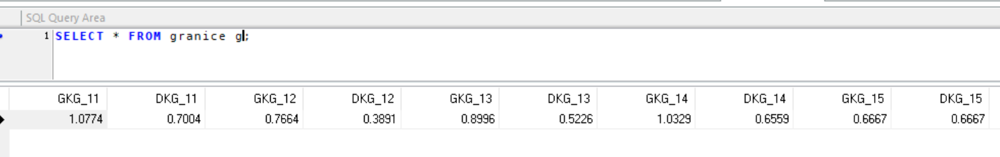 SQL Query Area
1 SELECT * FROM granice g;
GKG_11 DKG_11 GKG_12 DKG_12 GKG_13 DKG_13 GKG_14 DKG_14 GKG_15 DKG_15
1.0774 0.7004 0.7664 0.3891 0.8996 0.5226 1.0329 0.6559 0.6667 0.6667